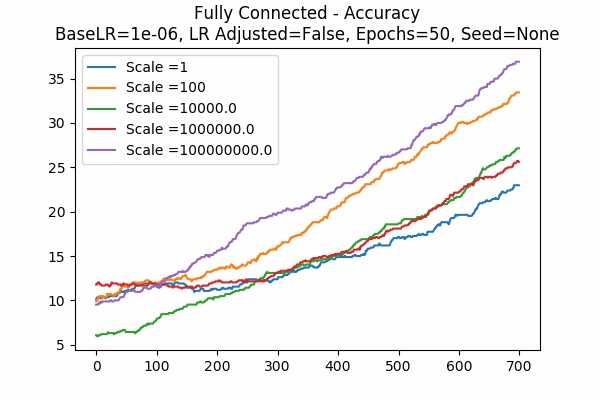 Fully Connected - Accuracy
BaseLR=1e-06, LR Adjusted=False, Epochs=50, Seed=None
Scale =1
Scale =100
Scale =10000.0
Scale =1000000.0
Scale =100000000.0
35
30
25
20
15
10
5
0 100 200 300 400 500 600 700